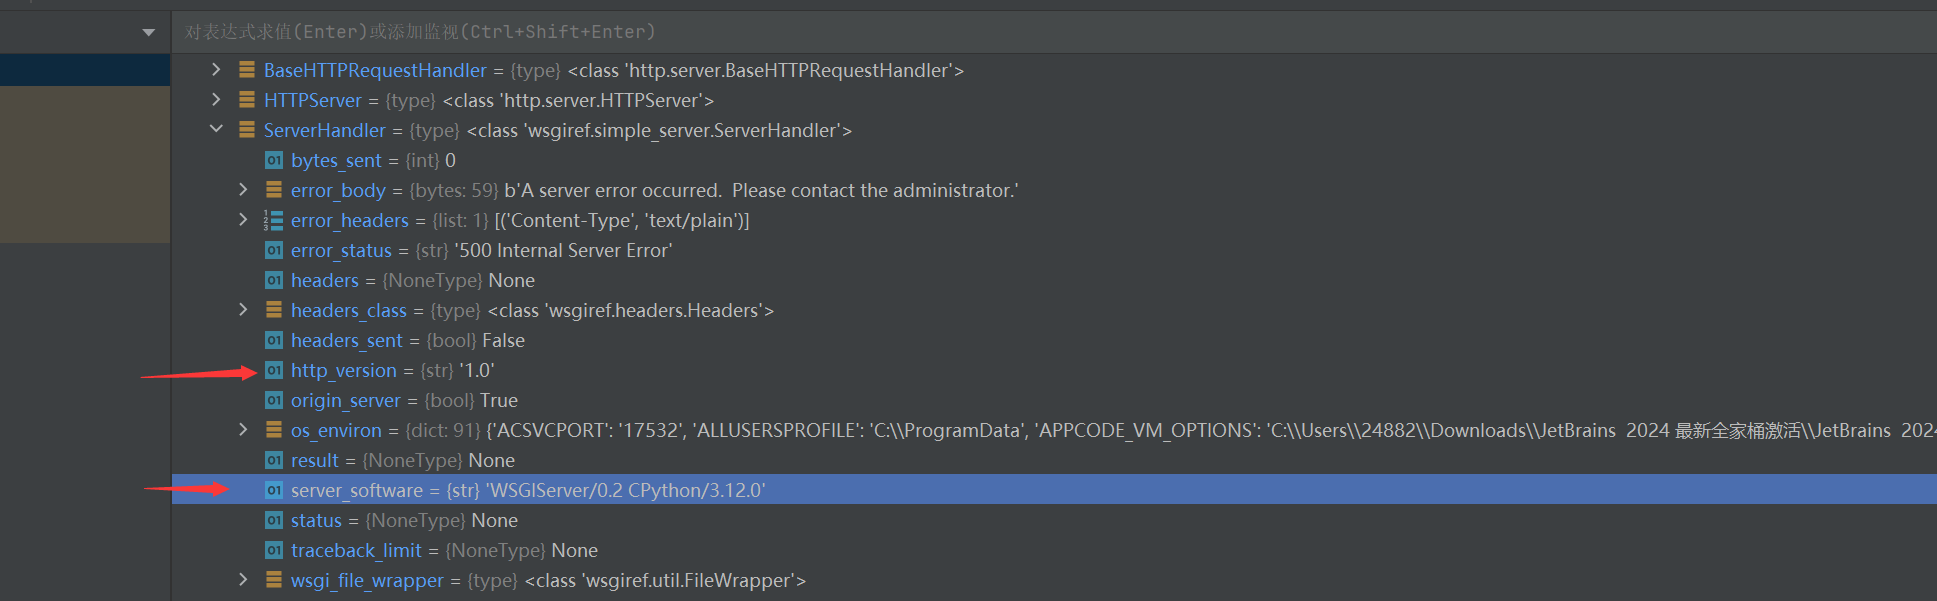 对表达式求值(Enter)或添加监视(Ctrl+Shift+Enter)
BaseHTTPRequestHandler = {type} <class 'http.server.BaseHTTPRequestHandler'>
HTTPServer = {type} <class 'http.server.HTTPServer'>
ServerHandler = {type} <class 'wsgiref.simple_server.ServerHandler'>
01 bytes_sent = {int} 0
error_body = {bytes: 59} b'A server error occurred.  Please contact the administrator.'
error_headers = {list: 1} [('Content-Type', 'text/plain')]
01 error_status = {str} '500 Internal Server Error'
01 headers = {NoneType} None
headers_class = {type} <class 'wsgiref.headers.Headers'>
01 headers_sent = {bool} False
01 http_version = {str} '1.0'
01 origin_server = {bool} True
os_environ = {dict: 91} {'ACSVCPORT': '17532', 'ALLUSERSPROFILE': 'C:\\ProgramData', 'APPCODE_VM_OPTIONS': 'C:\\Users\\24882\\Downloads\\JetBrains  2024 最新全家桶激活\\JetBrains  202
01 result = {NoneType} None
01 server_software = {str} 'WSGIServer/0.2 CPython/3.12.0'
01 status = {NoneType} None
01 traceback_limit = {NoneType} None
wsgi_file_wrapper = {type} <class 'wsgiref.util.FileWrapper'>